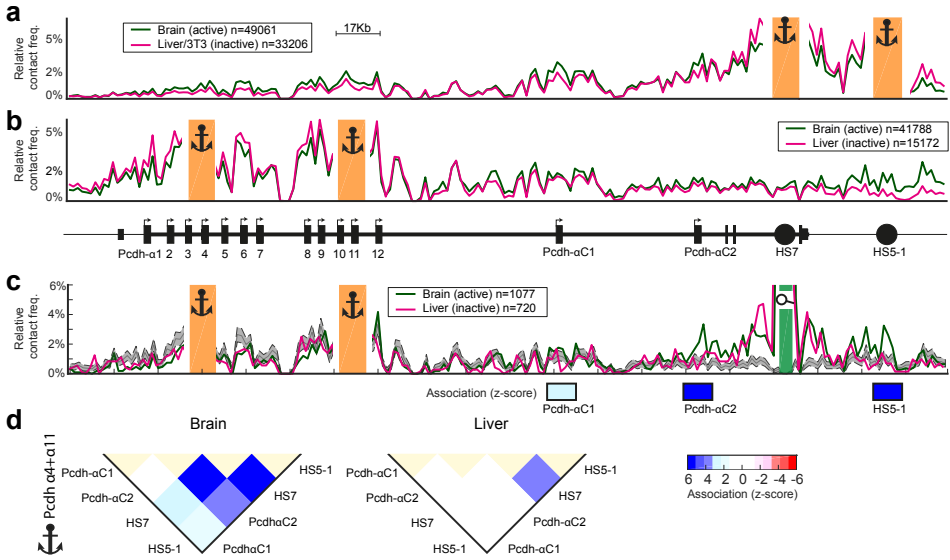 a
Relative
contact freq.
5%
2%
0%
Brain (active) n=49061
Liver/3T3 (inactive) n=33206
17Kb
b
Relative
contact freq.
5%
2
0%
Brain (active) n=41788
Liver (inactive) n=15172
Pcdh-α1 2 3 4 5 6 7 8 9 10 11 12 Pcdh-αC1 Pcdh-αC2 HS7 HS5-1
c
Relative
contact freq.
6%
4%
2%
0%
Brain (active) n=1077
Liver (inactive) n=720
Association (z-score)
Pcdh-αC1
Pcdh-αC2
HS5-1
d
Pcdh α4+α11
Brain
Pcdh-αC1
Pcdh-αC2
HS7
HS5-1
HS5-1
HS7
PcdhαC2
PcdhαC1
Liver
Pcdh-αC1
Pcdh-αC2
HS7
HS5-1
HS5-1
HS7
Pcdh-αC2
Pcdh-αC1
6 4 2 0 -2 -4 -6
Association (z-score)